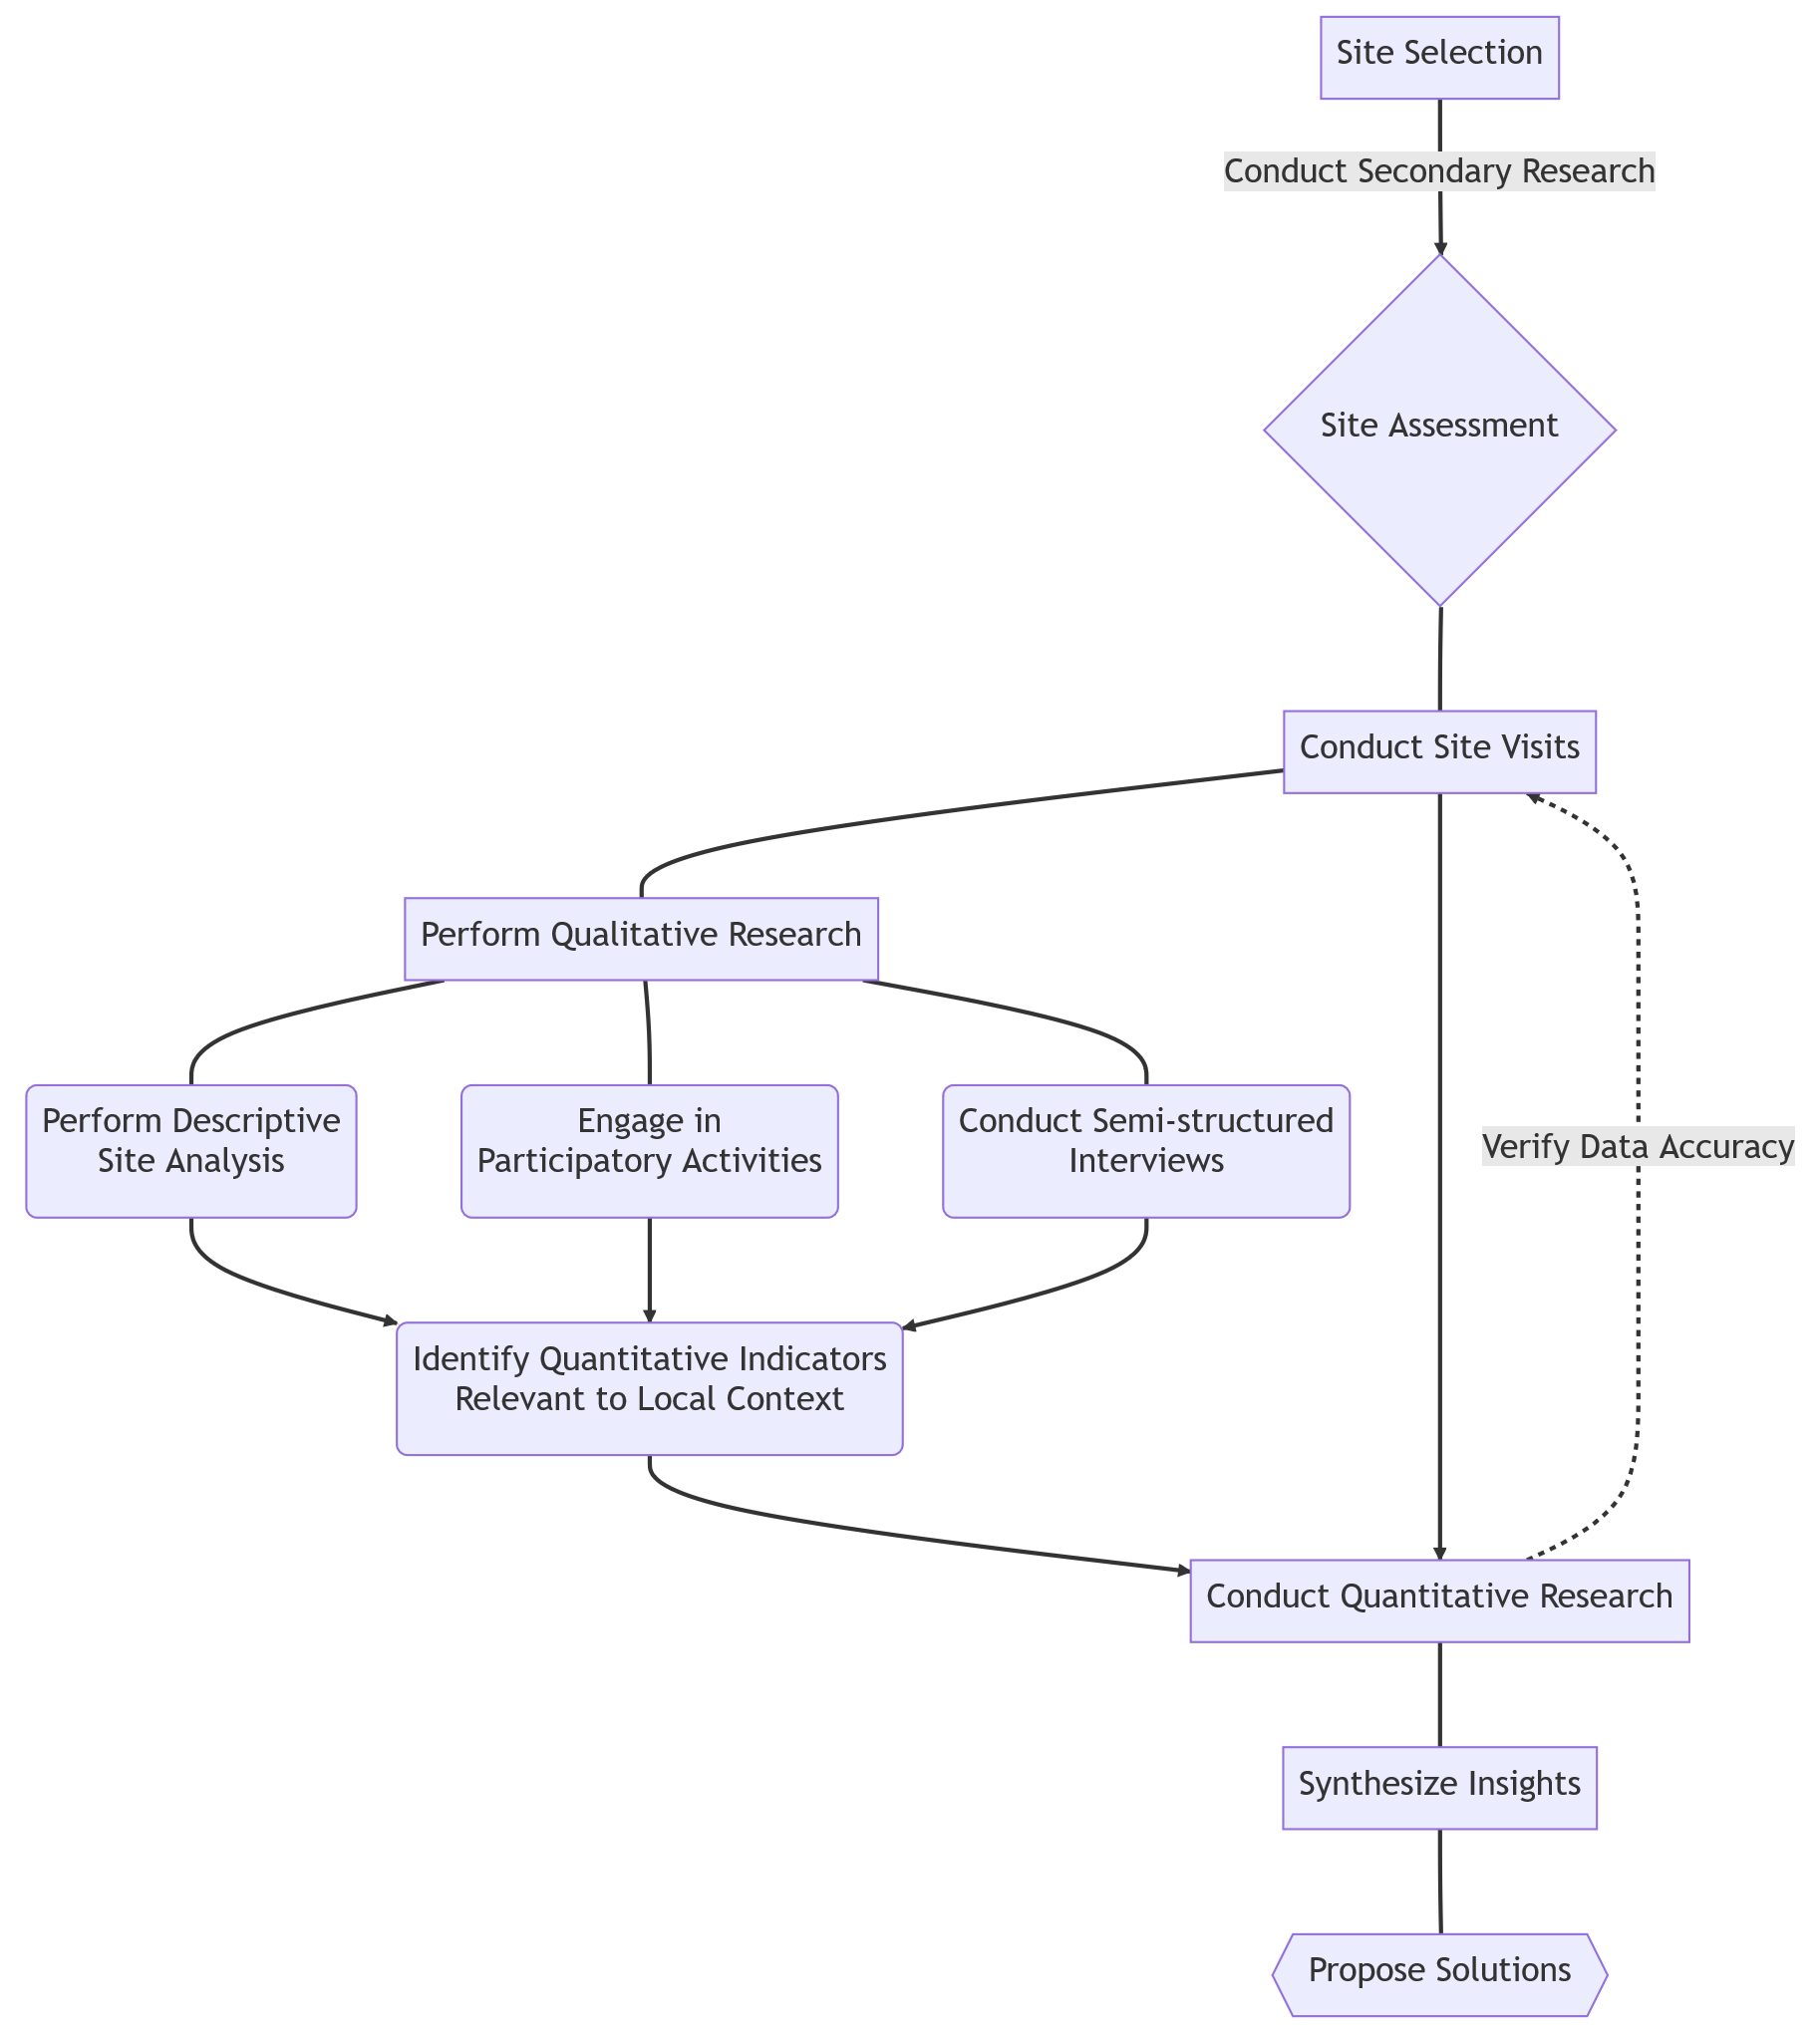 Site Selection
Conduct Secondary Research
Site Assessment
Conduct Site Visits
Perform Qualitative Research
Perform Descriptive
Site Analysis
Engage in
Participatory Activities
Conduct Semi-structured
Interviews
Verify Data Accuracy
Identify Quantitative Indicators
Relevant to Local Context
Conduct Quantitative Research
Synthesize Insights
Propose Solutions